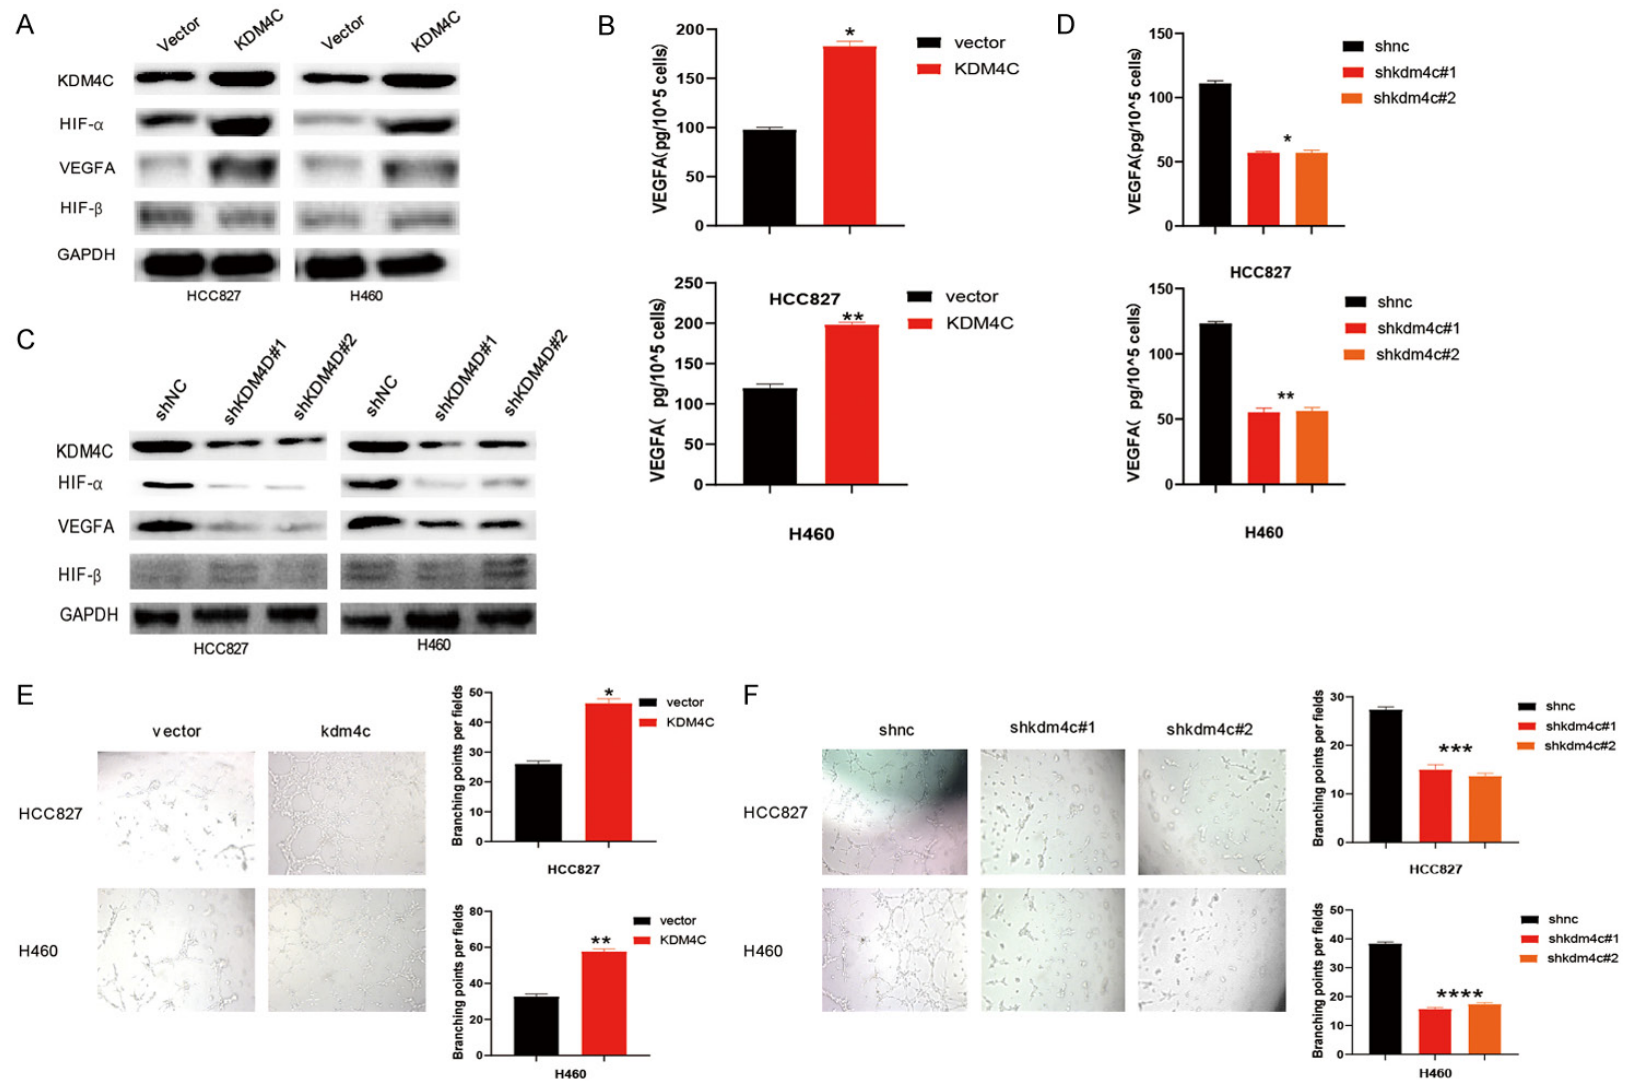 A
Vector
KDM4C
Vector
KDM4C
KDM4C
HIF-α
VEGFA
HIF-β
GAPDH
HCC827
H460
B
200
150
100
50
0
VEGFA(pg/10^5 cells)
*
vector
KDM4C
HCC827
250
200
150
100
50
0
VEGFA( pg/10^5 cells)
**
vector
KDM4C
H460
C
shNC
shKDM4D#1
shKDM4D#2
shNC
shKDM4D#1
shKDM4D#2
KDM4C
HIF-α
VEGFA
HIF-β
GAPDH
HCC827
H460
D
150
100
50
0
VEGFA(pg/10^5 cells)
*
shnc
shkdm4c#1
shkdm4c#2
HCC827
150
100
50
0
VEGFA( pg/10^5 cells)
**
shnc
shkdm4c#1
shkdm4c#2
H460
E
vector
kdm4c
HCC827
H460
50
40
30
20
10
0
Branching points per fields
*
vector
KDM4C
HCC827
80
60
40
20
0
Branching points per fields
**
vector
KDM4C
H460
F
shnc
shkdm4c#1
shkdm4c#2
HCC827
H460
30
20
10
0
Branching points per fields
***
shnc
shkdm4c#1
shkdm4c#2
HCC827
50
40
30
20
10
0
Branching points per fields
****
shnc
shkdm4c#1
shkdm4c#2
H460